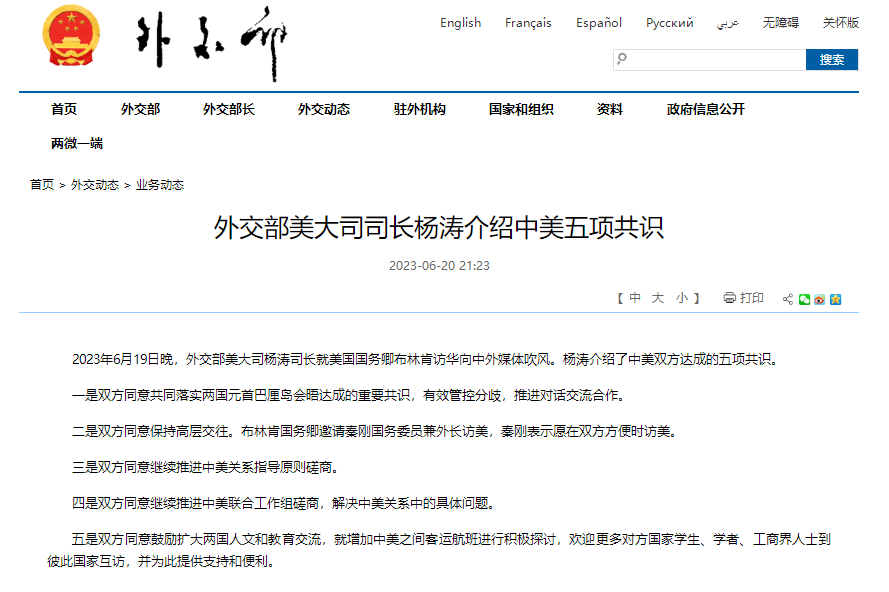 外交部
English Français Español Русский عربي 无障碍 关怀版
搜索
首页 外交部 外交部长 外交动态 驻外机构 国家和组织 资料 政府信息公开
两微一端
首页 > 外交动态 > 业务动态
外交部美大司司长杨涛介绍中美五项共识
2023-06-20 21:23
【 中 大 小 】 打印
2023年6月19日晚，外交部美大司杨涛司长就美国国务卿布林肯访华向中外媒体吹风。杨涛介绍了中美双方达成的五项共识。
一是双方同意共同落实两国元首巴厘岛会晤达成的重要共识，有效管控分歧，推进对话交流合作。
二是双方同意保持高层交往。布林肯国务卿邀请秦刚国务委员兼外长访美，秦刚表示愿在双方方便时访美。
三是双方同意继续推进中美关系指导原则磋商。
四是双方同意继续推进中美联合工作组磋商，解决中美关系中的具体问题。
五是双方同意鼓励扩大两国人文和教育交流，就增加中美之间客运航班进行积极探讨，欢迎更多对方国家学生、学者、工商界人士到
彼此国家互访，并为此提供支持和便利。